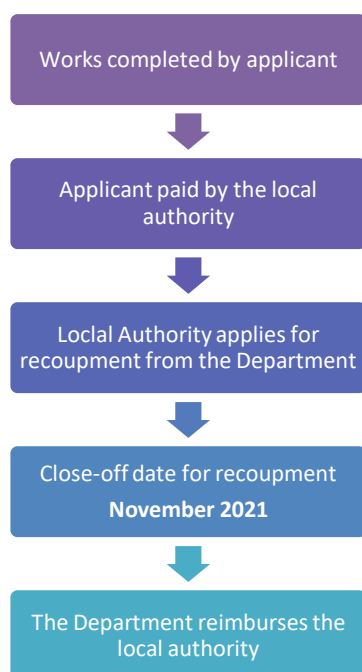 Works completed by applicant
Applicant paid by the local
authority
Loclal Authority applies for
recoupment from the Department
Close-off date for recoupment
November 2021
The Department reimburses the
local authority